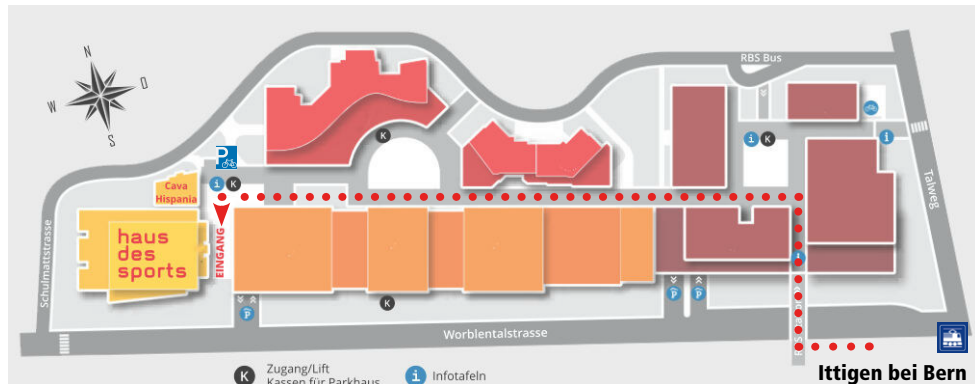 N
W
O
S
RBS Bus
P
K
i K
i
Talweg
i K
Cava
Hispania
haus
des
sports
EINGANG
Schulmattstrasse
i
K
P
P
P
Worblentalstrasse
K Zugang/Lift
Kassen für Parkhaus
i Infotafeln
Ittigen bei Bern